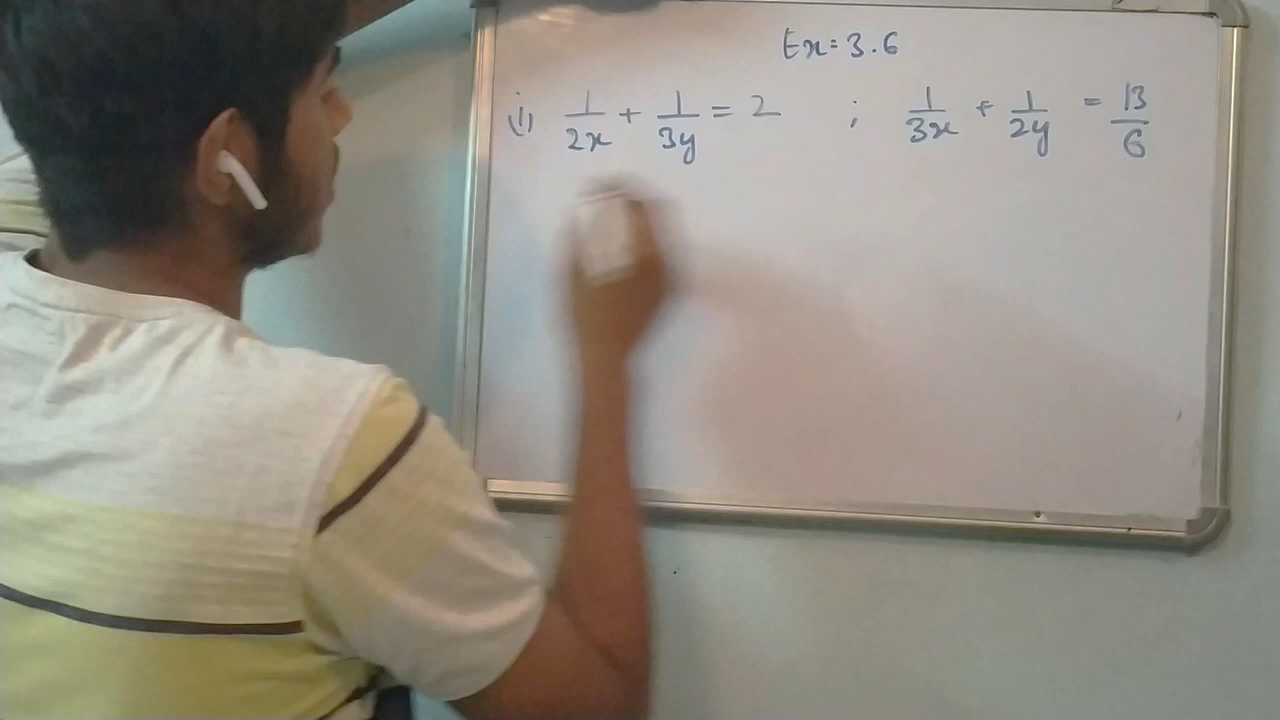 Ex = 3.6
(i) 1/2x + 1/3y = 2 ; 1/3x + 1/2y = 13/6